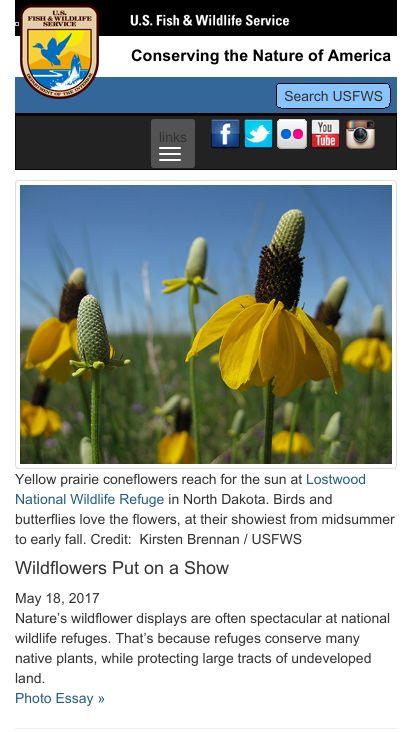 U.S.
FISH & WILDLIFE
SERVICE
DEPARTMENT OF THE INTERIOR
U.S. Fish & Wildlife Service
Conserving the Nature of America
Search USFWS
links
f
You
Tube
Yellow prairie coneflowers reach for the sun at Lostwood
National Wildlife Refuge in North Dakota. Birds and
butterflies love the flowers, at their showiest from midsummer
to early fall. Credit:  Kirsten Brennan / USFWS
Wildflowers Put on a Show
May 18, 2017
Nature's wildflower displays are often spectacular at national
wildlife refuges. That's because refuges conserve many
native plants, while protecting large tracts of undeveloped
land.
Photo Essay »